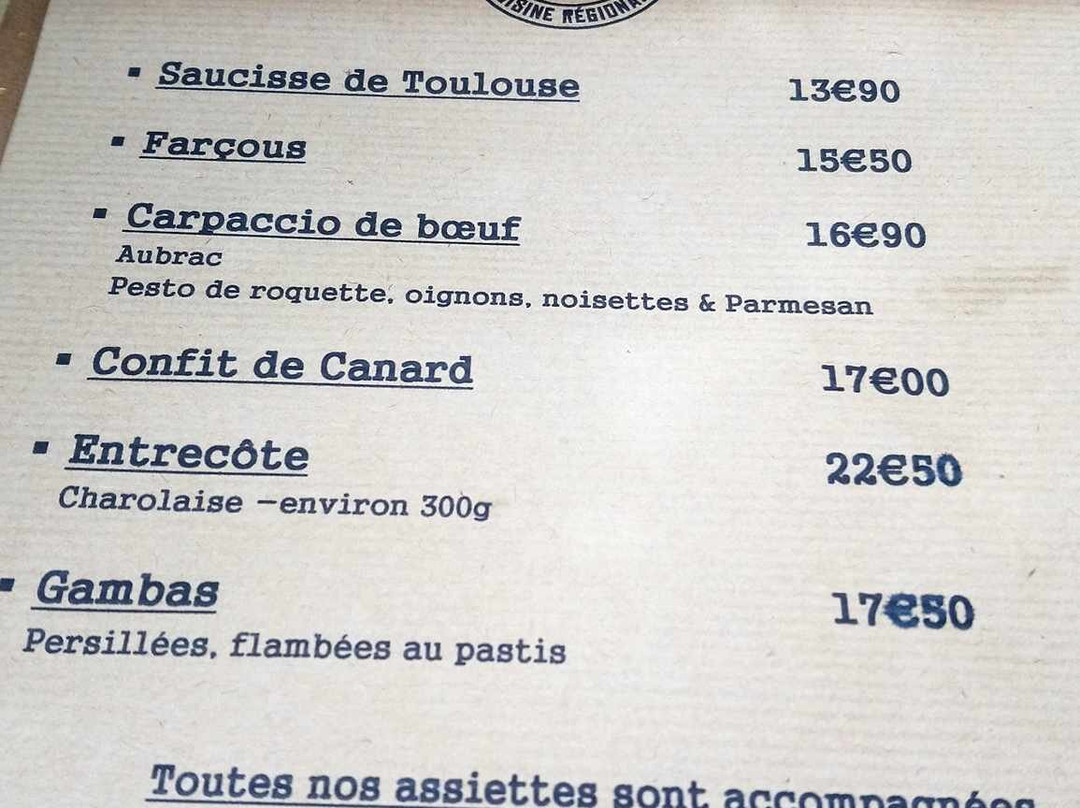 ▪ Saucisse de Toulouse 13€90
▪ Farçous 15€50
▪ Carpaccio de bœuf 16€90
Aubrac
Pesto de roquette, oignons, noisettes & Parmesan
▪ Confit de Canard 17€00
▪ Entrecôte 22€50
Charolaise –environ 300g
▪ Gambas 17€50
Persillées, flambées au pastis
Toutes nos assiettes sont accompagnées